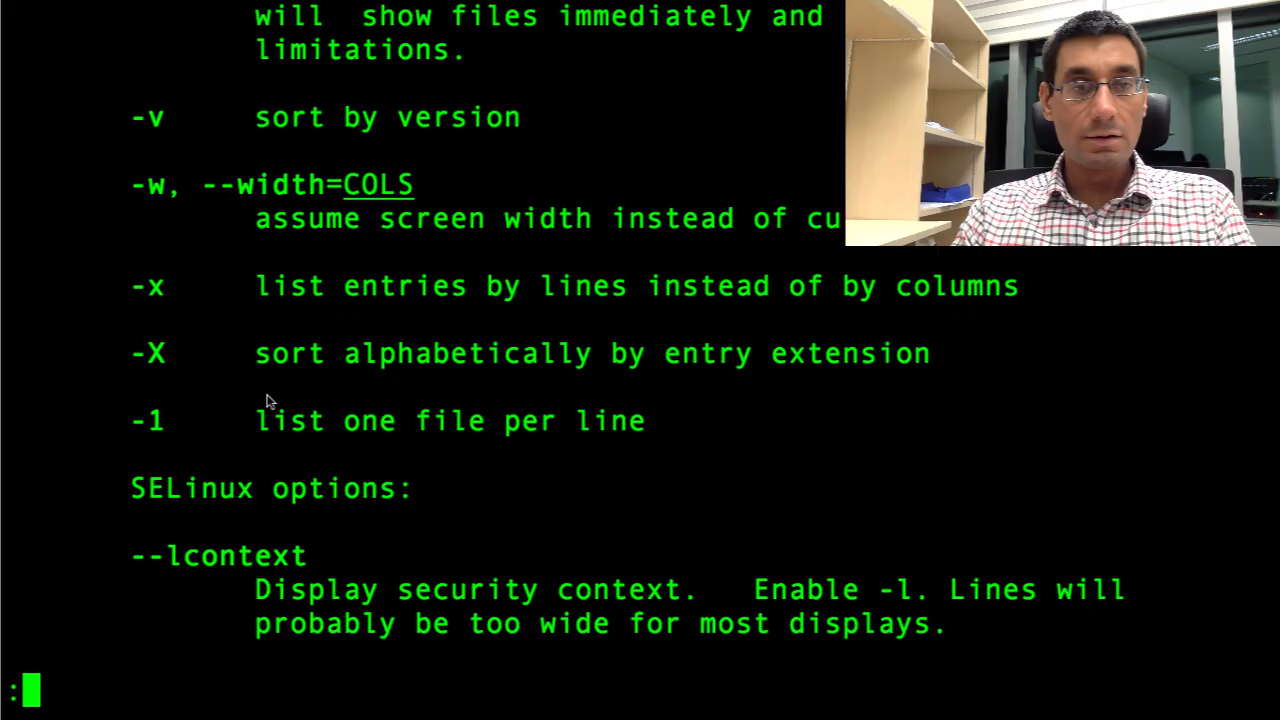 will show files immediately and
limitations.
-v sort by version
-w, --width=COLS
assume screen width instead of cu
-x list entries by lines instead of by columns
-X sort alphabetically by entry extension
-1 list one file per line
SELinux options:
--lcontext
Display security context. Enable -l. Lines will
probably be too wide for most displays.
: